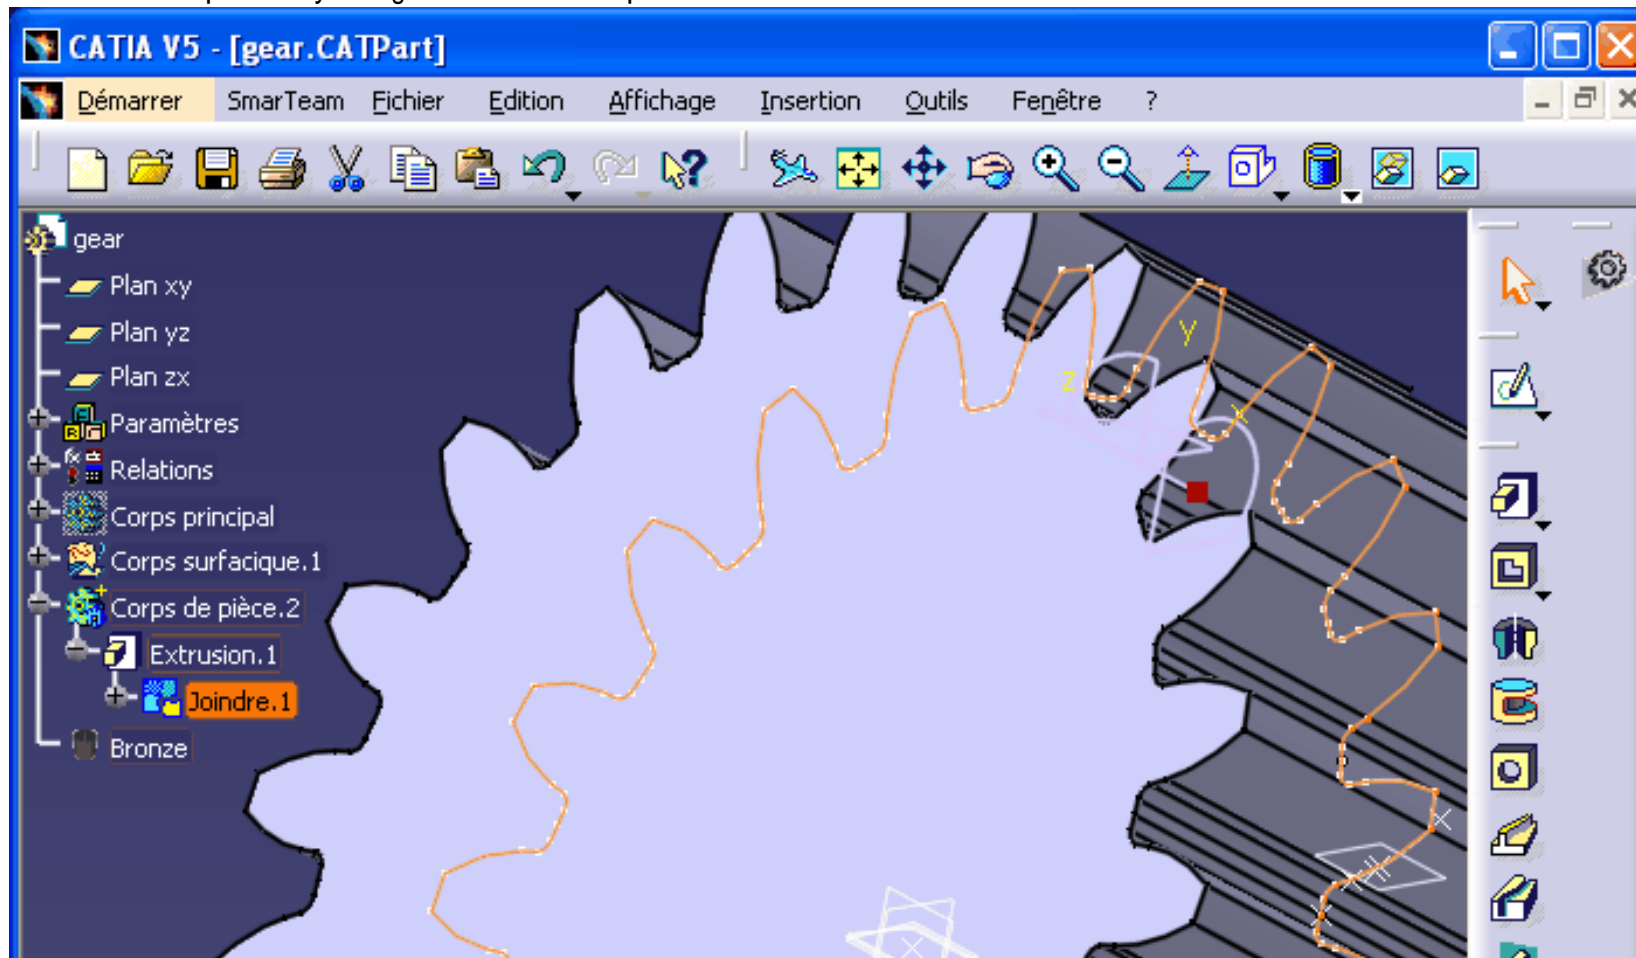 CATIA V5 - [gear.CATPart]
Démarrer SmarTeam Fichier Edition Affichage Insertion Outils Fenêtre ?
gear
Plan xy
Plan yz
Plan zx
Paramètres
Relations
Corps principal
Corps surfacique.1
Corps de pièce.2
Extrusion.1
Joindre.1
Bronze
y
z
x